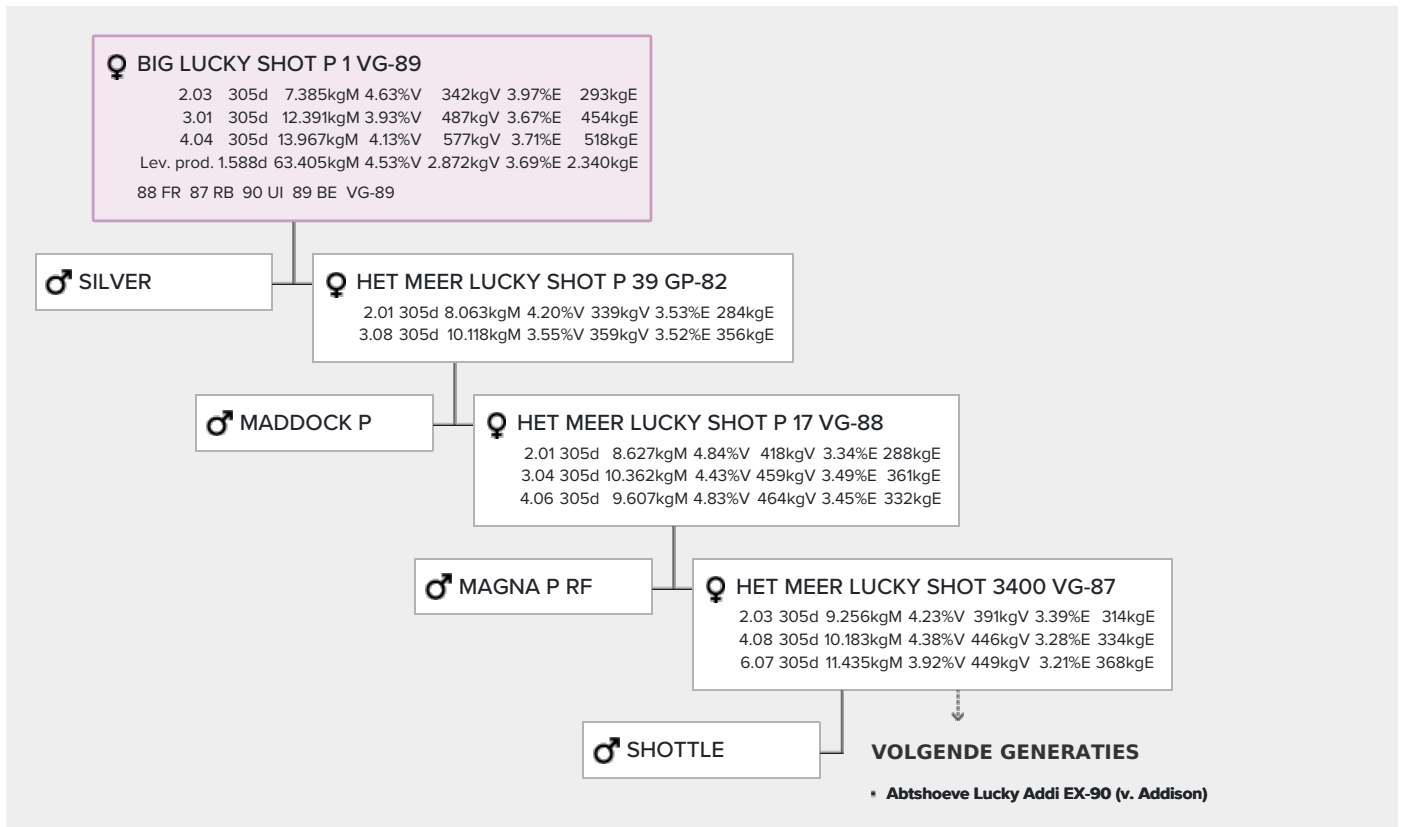 BIG LUCKY SHOT P 1 VG-89
2.03 305d 7.385kgM 4.63%V 342kgV 3.97%E 293kgE
3.01 305d 12.391kgM 3.93%V 487kgV 3.67%E 454kgE
4.04 305d 13.967kgM 4.13%V 577kgV 3.71%E 518kgE
Lev. prod. 1.588d 63.405kgM 4.53%V 2.872kgV 3.69%E 2.340kgE
88 FR 87 RB 90 UI 89 BE VG-89
SILVER
HET MEER LUCKY SHOT P 39 GP-82
2.01 305d 8.063kgM 4.20%V 339kgV 3.53%E 284kgE
3.08 305d 10.118kgM 3.55%V 359kgV 3.52%E 356kgE
MADDOCK P
HET MEER LUCKY SHOT P 17 VG-88
2.01 305d 8.627kgM 4.84%V 418kgV 3.34%E 288kgE
3.04 305d 10.362kgM 4.43%V 459kgV 3.49%E 361kgE
4.06 305d 9.607kgM 4.83%V 464kgV 3.45%E 332kgE
MAGNA P RF
HET MEER LUCKY SHOT 3400 VG-87
2.03 305d 9.256kgM 4.23%V 391kgV 3.39%E 314kgE
4.08 305d 10.183kgM 4.38%V 446kgV 3.28%E 334kgE
6.07 305d 11.435kgM 3.92%V 449kgV 3.21%E 368kgE
SHOTTLE
VOLGENDE GENERATIES
Abtshoeve Lucky Addi EX-90 (v. Addison)